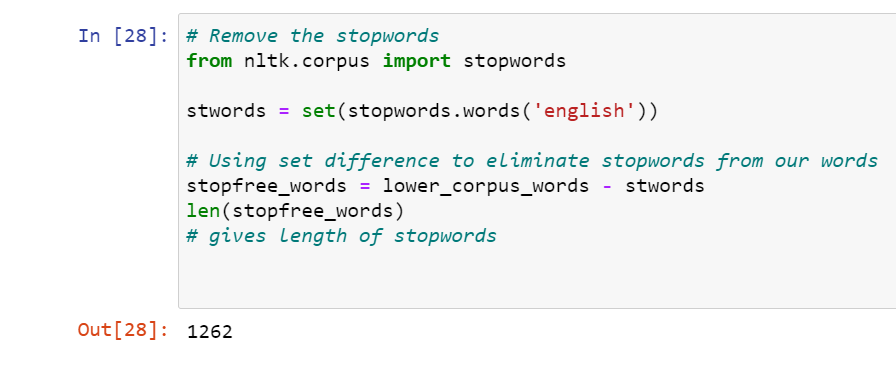 In [28]: # Remove the stopwords
from nltk.corpus import stopwords
stwords = set(stopwords.words('english'))
# Using set difference to eliminate stopwords from our words
stopfree_words = lower_corpus_words - stwords
len(stopfree_words)
# gives length of stopwords
Out[28]: 1262